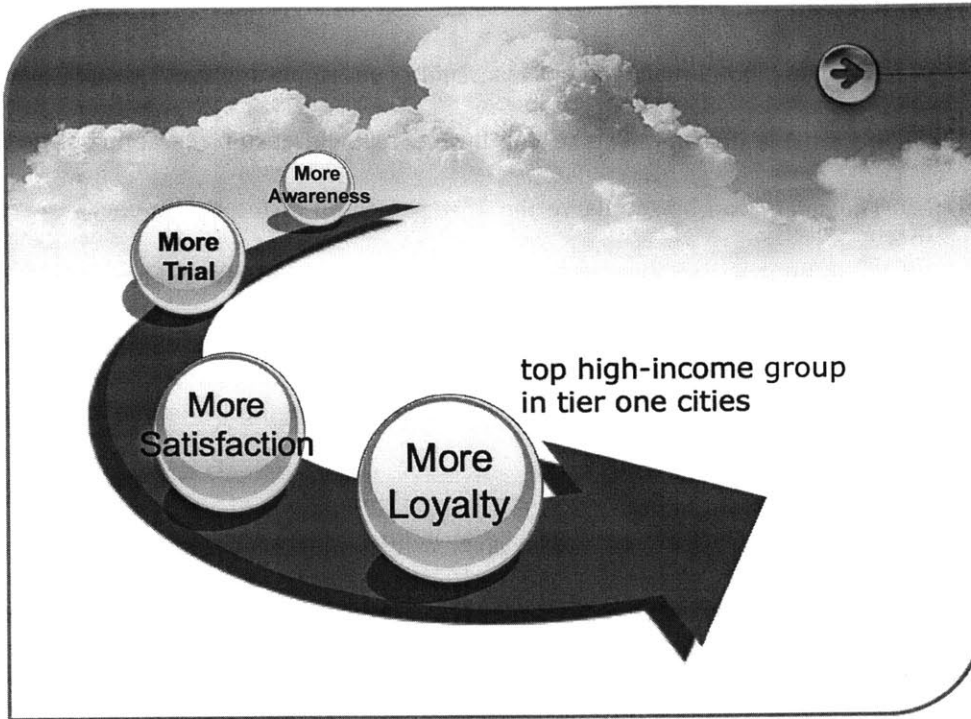 More
Awareness
More
Trial
More
Satisfaction
More
Loyalty
top high-income group
in tier one cities